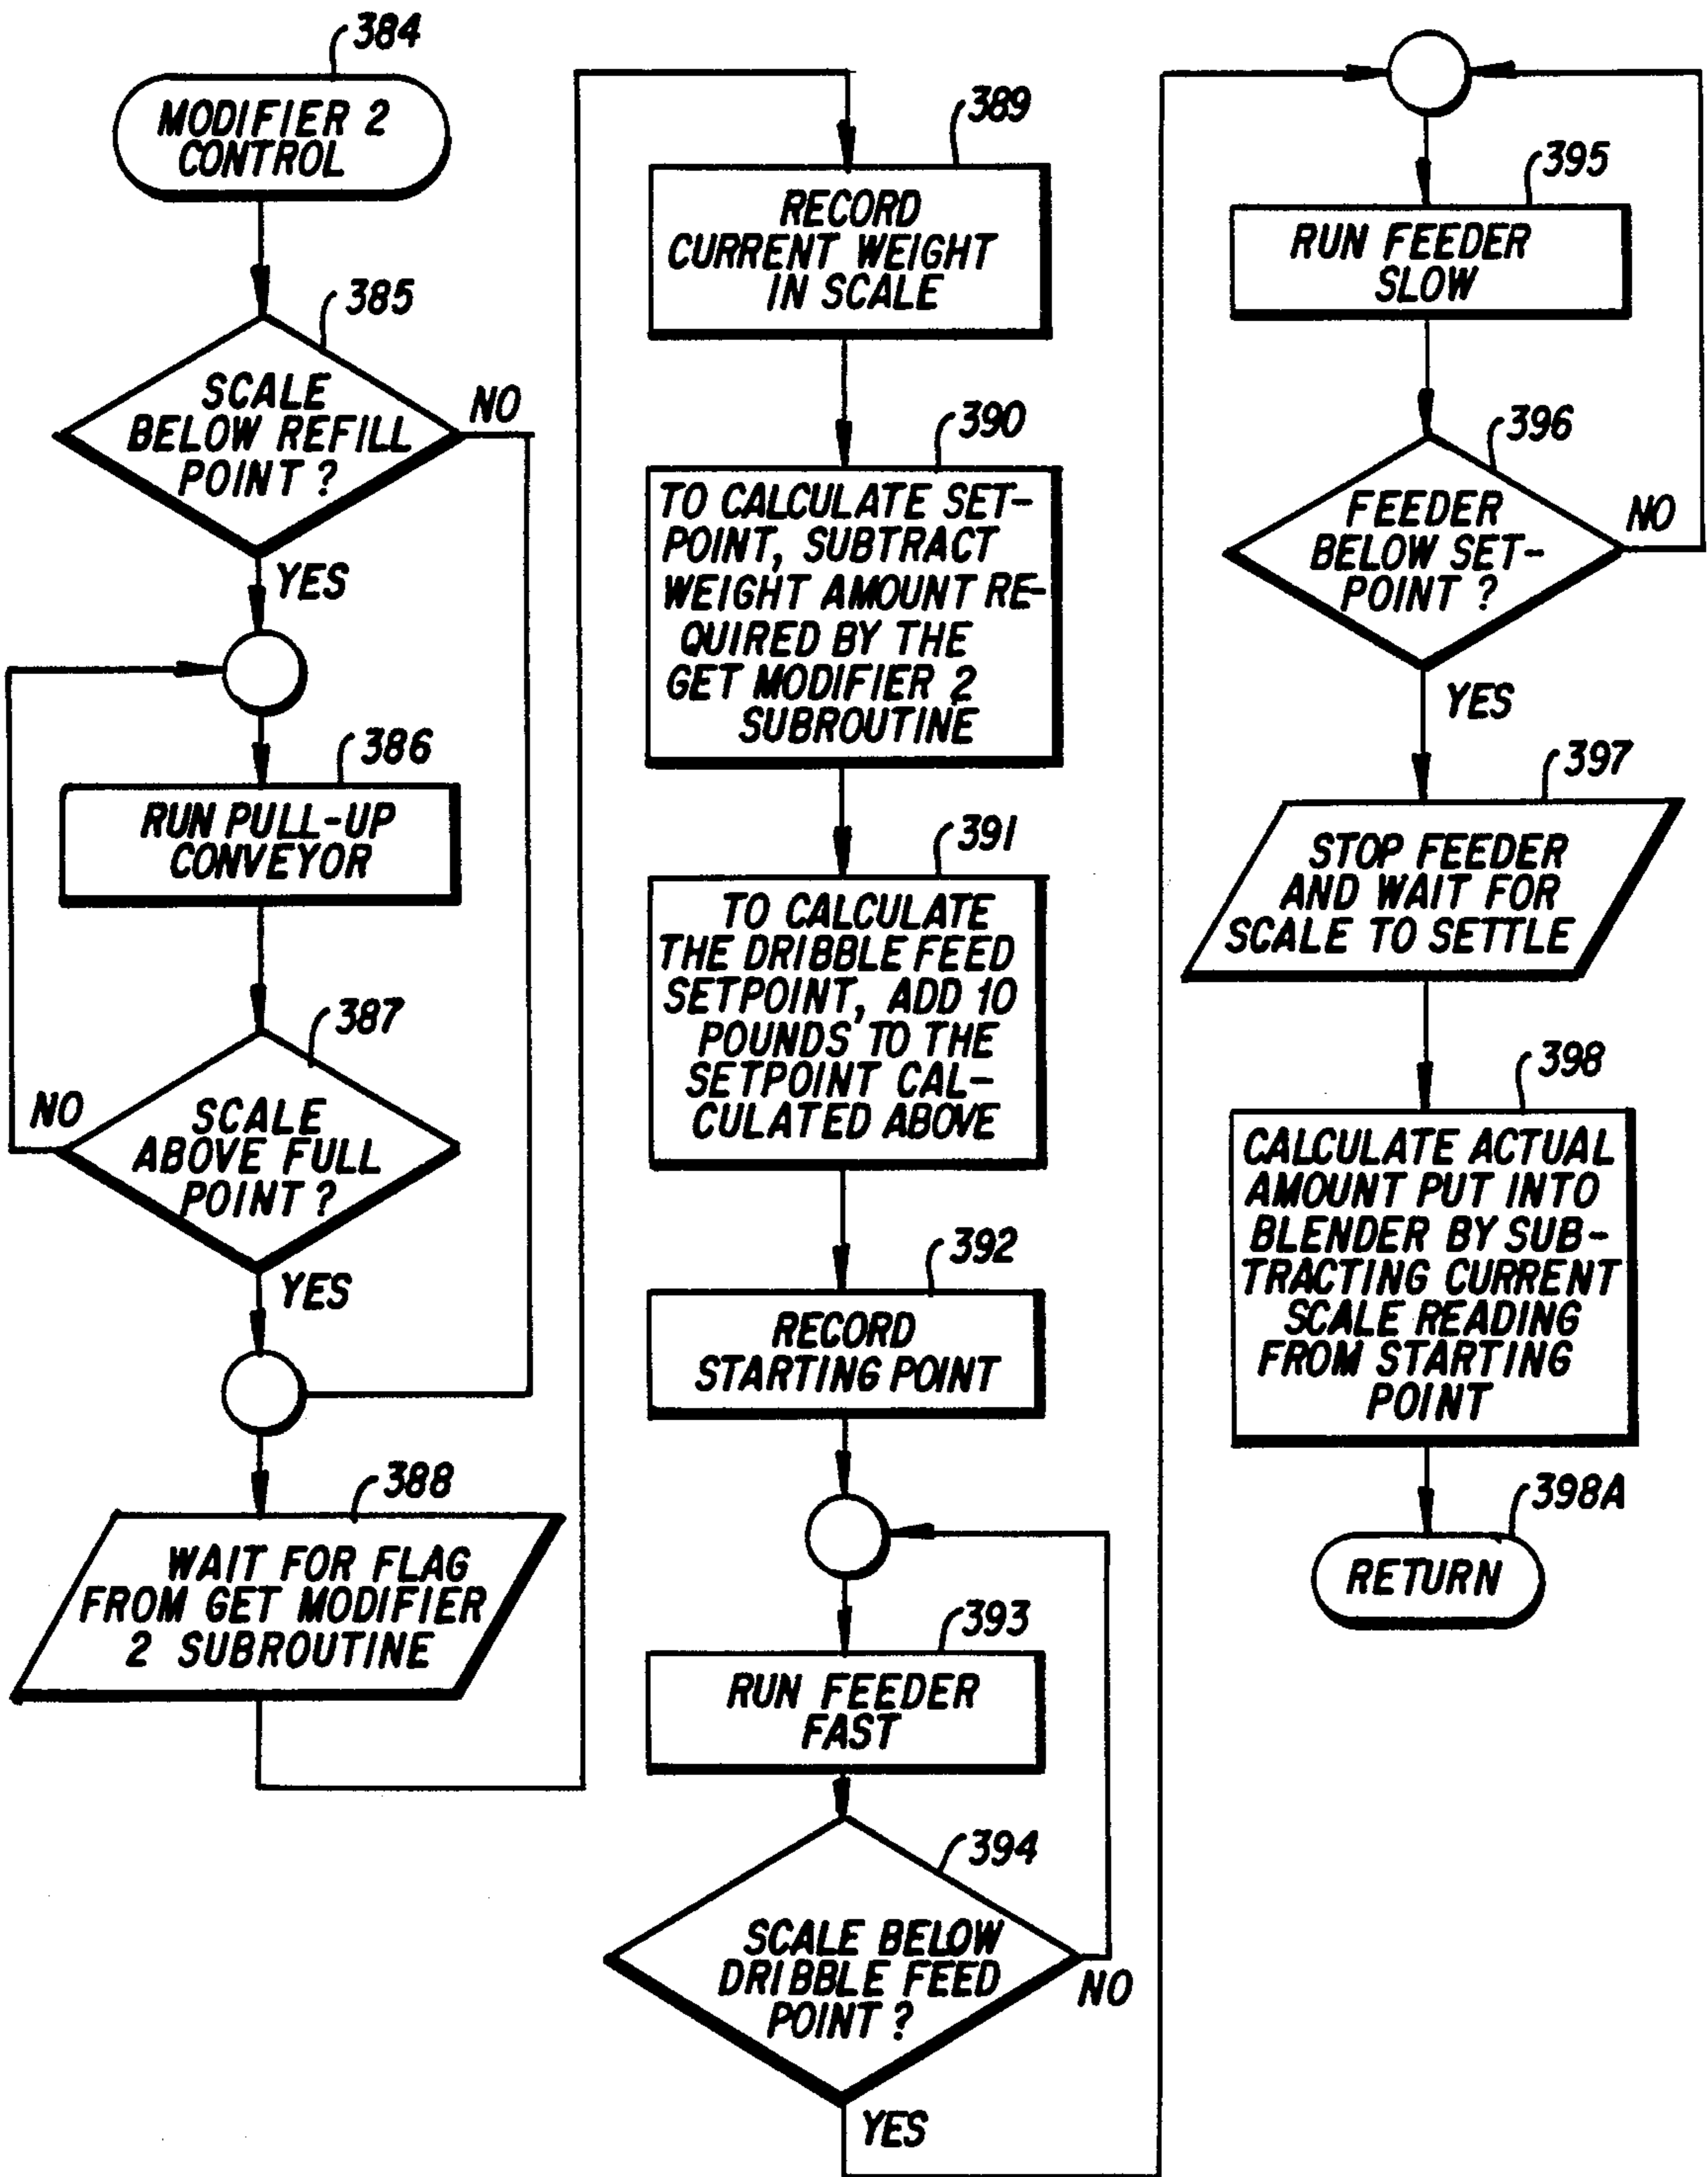 384
MODIFIER 2
CONTROL
385
SCALE
BELOW REFILL
POINT ?
NO
YES
386
RUN PULL-UP
CONVEYOR
387
SCALE
ABOVE FULL
POINT ?
NO
YES
388
WAIT FOR FLAG
FROM GET MODIFIER
2 SUBROUTINE
389
RECORD
CURRENT WEIGHT
IN SCALE
390
TO CALCULATE SET-
POINT, SUBTRACT
WEIGHT AMOUNT RE-
QUIRED BY THE
GET MODIFIER 2
SUBROUTINE
391
TO CALCULATE
THE DRIBBLE FEED
SETPOINT, ADD 10
POUNDS TO THE
SETPOINT CAL-
CULATED ABOVE
392
RECORD
STARTING POINT
393
RUN FEEDER
FAST
394
SCALE BELOW
DRIBBLE FEED
POINT ?
NO
YES
395
RUN FEEDER
SLOW
396
FEEDER
BELOW SET-
POINT ?
NO
YES
397
STOP FEEDER
AND WAIT FOR
SCALE TO SETTLE
398
CALCULATE ACTUAL
AMOUNT PUT INTO
BLENDER BY SUB-
TRACTING CURRENT
SCALE READING
FROM STARTING
POINT
398A
RETURN